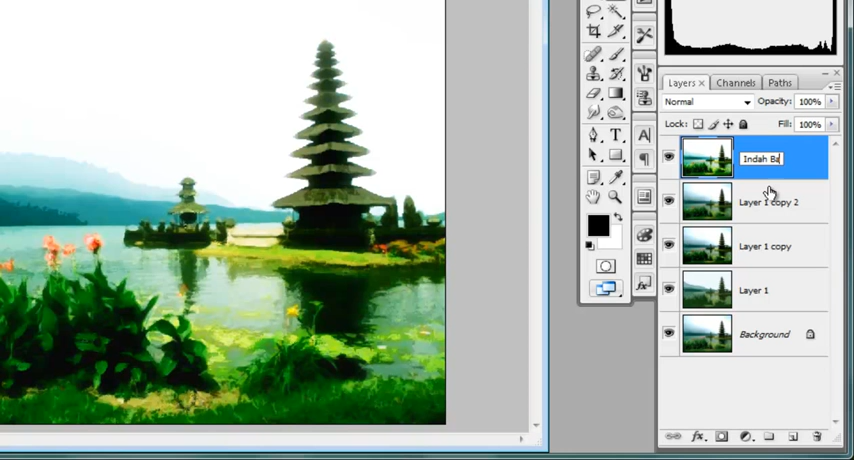 Layers × Channels Paths
Normal Opacity: 100%
Lock: Fill: 100%
Indah Ba
Layer 1 copy 2
Layer 1 copy
Layer 1
Background